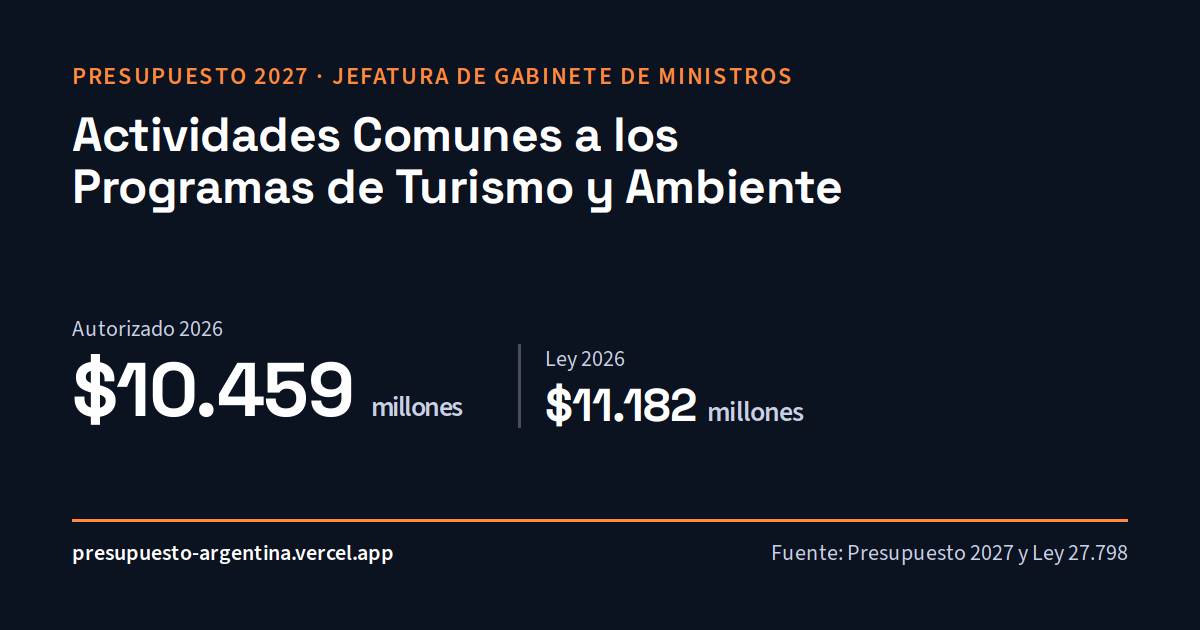 PRESUPUESTO 2027 · JEFATURA DE GABINETE DE MINISTROS
Actividades Comunes a los
Programas de Turismo y Ambiente
Autorizado 2026
$10.459 millones
Ley 2026
$11.182 millones
presupuesto-argentina.vercel.app
Fuente: Presupuesto 2027 y Ley 27.798